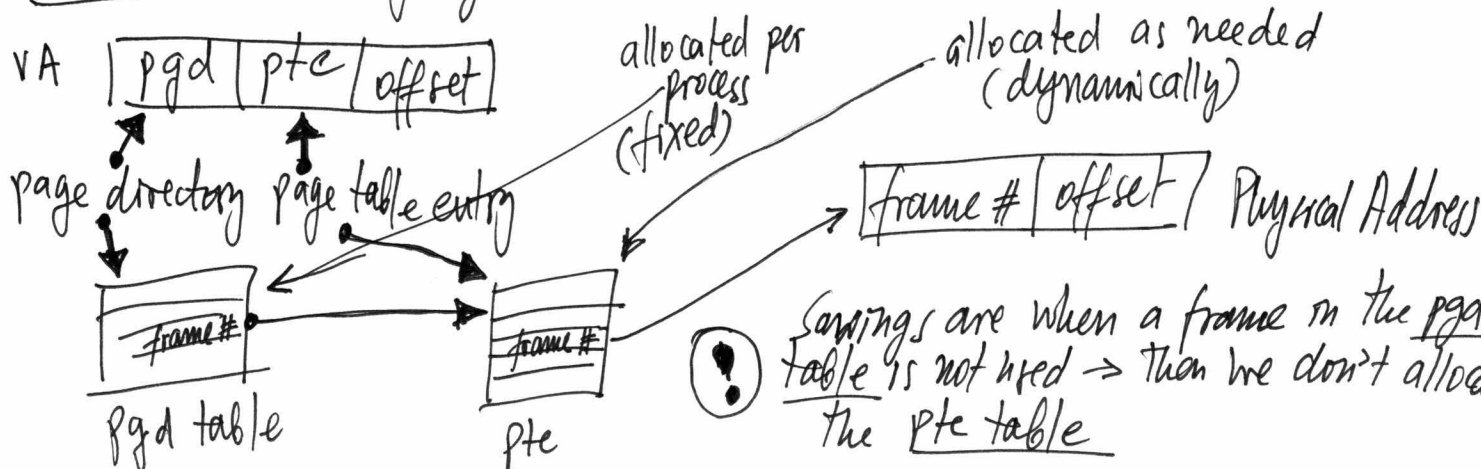 VA pgd pte offset
allocated per
process
(fixed)
allocated as needed
(dynamically)
page directory page table entry
frame # offset Physical Address
frame #
pgd table
frame #
pte
! Savings are when a frame in the pgd
table is not used → then we don't alloca
the pte table